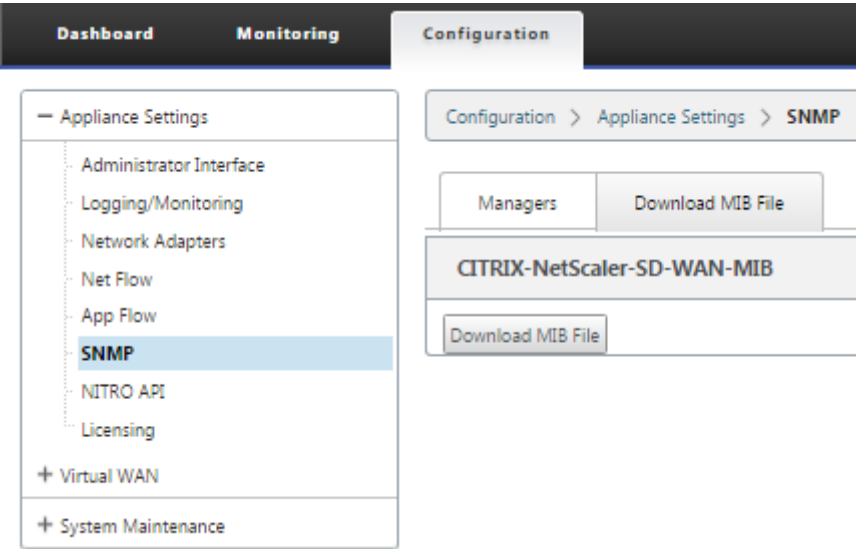 Dashboard Monitoring Configuration
Appliance Settings
Administrator Interface
Logging/Monitoring
Network Adapters
Net Flow
App Flow
SNMP
NITRO API
Licensing
Virtual WAN
System Maintenance
Configuration > Appliance Settings > SNMP
Managers Download MIB File
CITRIX-NetScaler-SD-WAN-MIB
Download MIB File